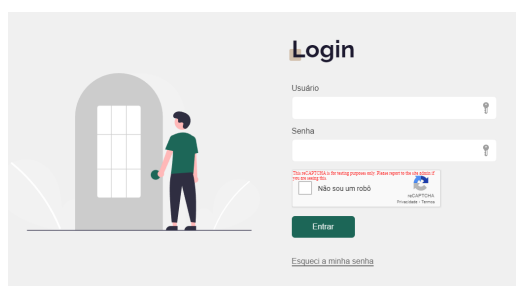 Login
Usuário
Senha
This reCAPTCHA is for testing purposes only. Please report to the site admin if
you are seeing this.
Não sou um robô
reCAPTCHA
Privacidade - Termos
Entrar
Esqueci a minha senha